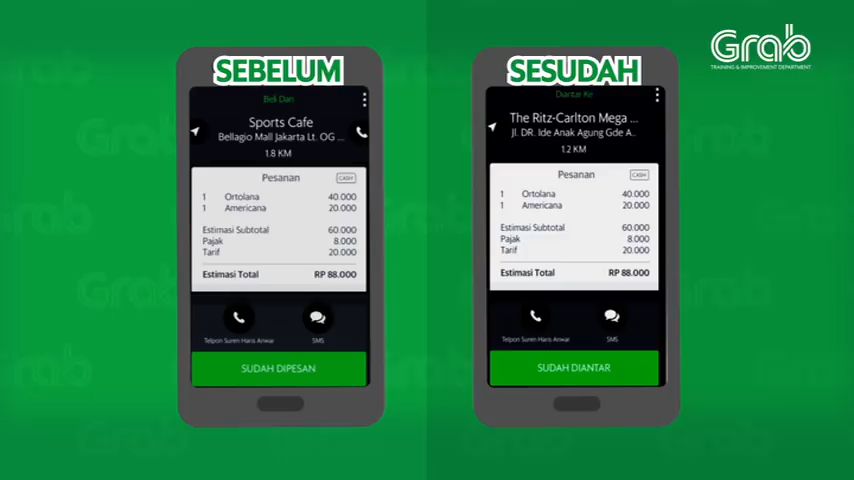 Grab
TRAINING & IMPROVEMENT DEPARTMENT
SEBELUM
Beli Dari
Sports Cafe
Bellagio Mall Jakarta Lt. OG ...
1.8 KM
Pesanan CASH
1 Ortolana 40.000
1 Americana 20.000
Estimasi Subtotal 60.000
Pajak 8.000
Tarif 20.000
Estimasi Total RP 88.000
Telpon Suren Haris Anwar
SMS
SUDAH DIPESAN
SESUDAH
Diantar Ke
The Ritz-Carlton Mega ...
Jl. DR. Ide Anak Agung Gde A..
1.2 KM
Pesanan CASH
1 Ortolana 40.000
1 Americana 20.000
Estimasi Subtotal 60.000
Pajak 8.000
Tarif 20.000
Estimasi Total RP 88.000
Telpon Suren Haris Anwar
SMS
SUDAH DIANTAR